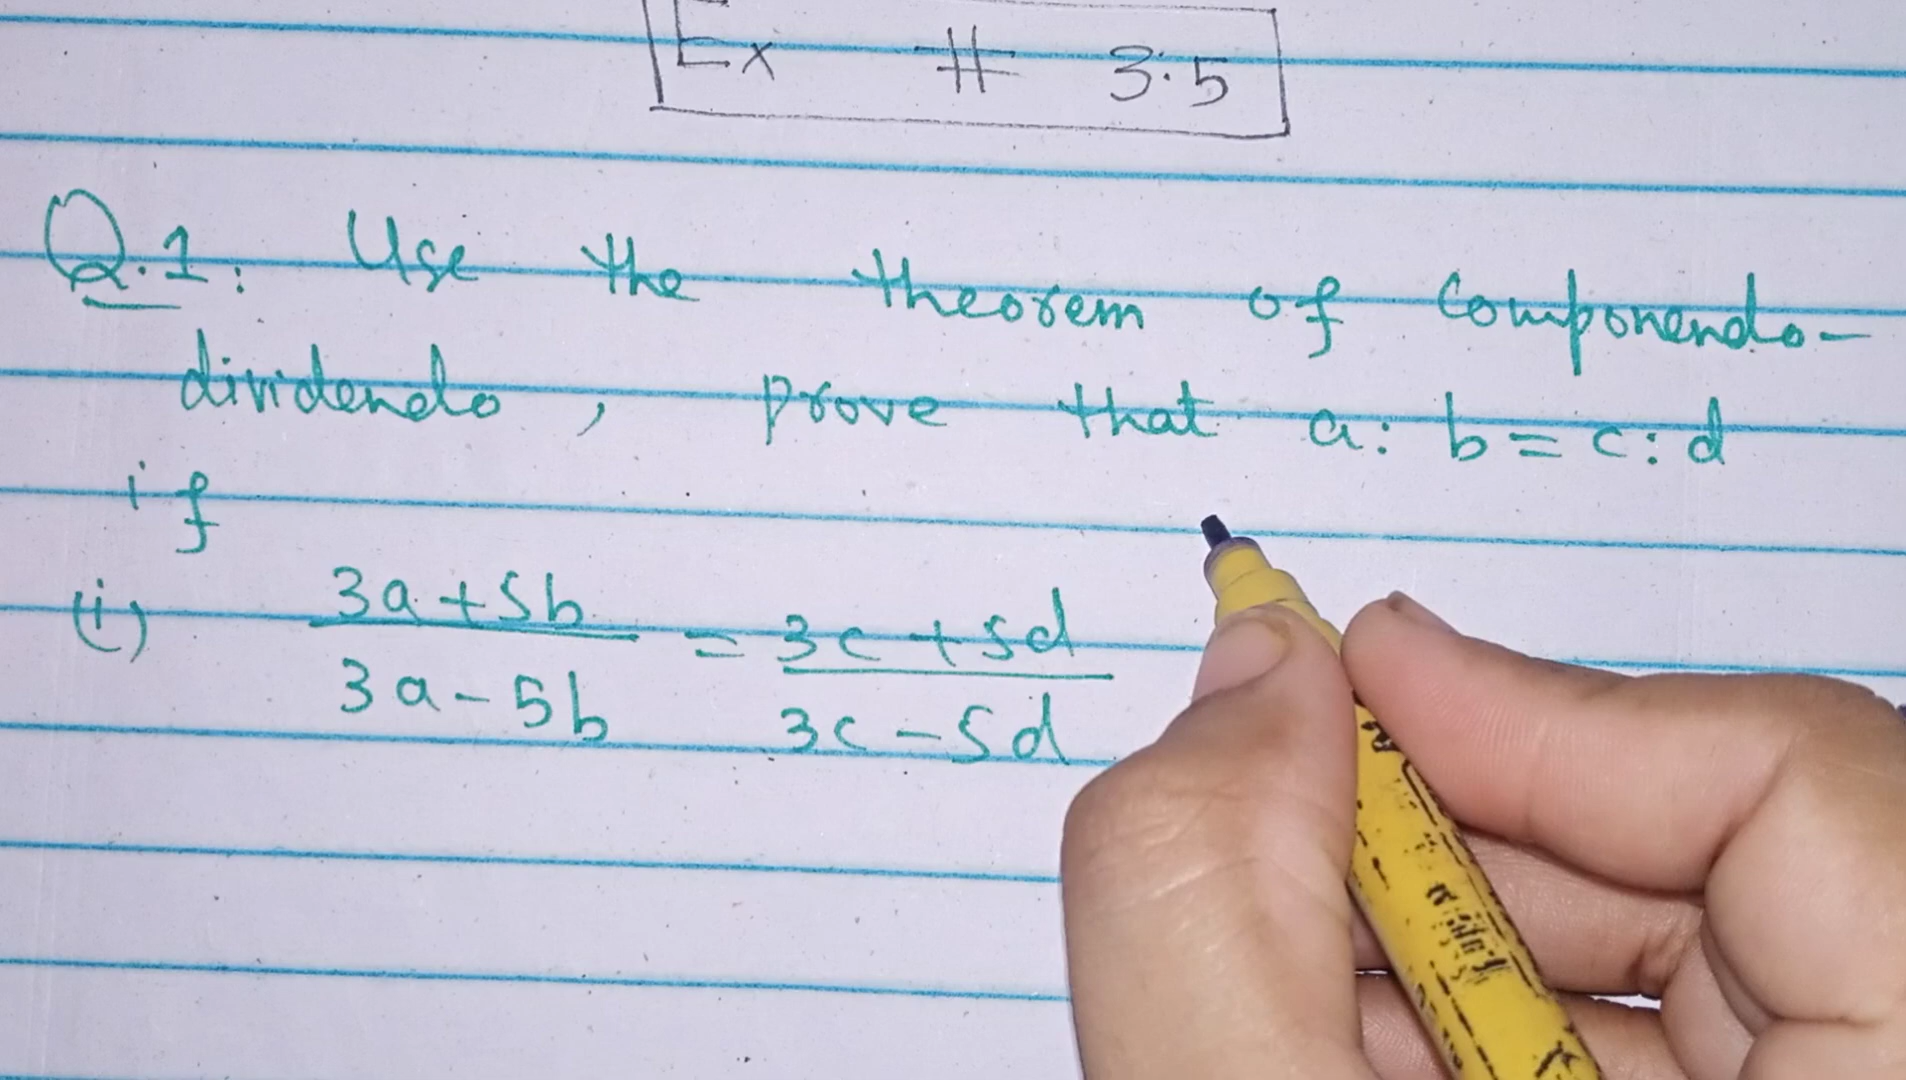 Ex # 3.5
Q.1: Use the theorem of componendo-
dividendo, prove that a: b = c: d
if
(i) 3a+5b / 3a-5b = 3c+5d / 3c-5d